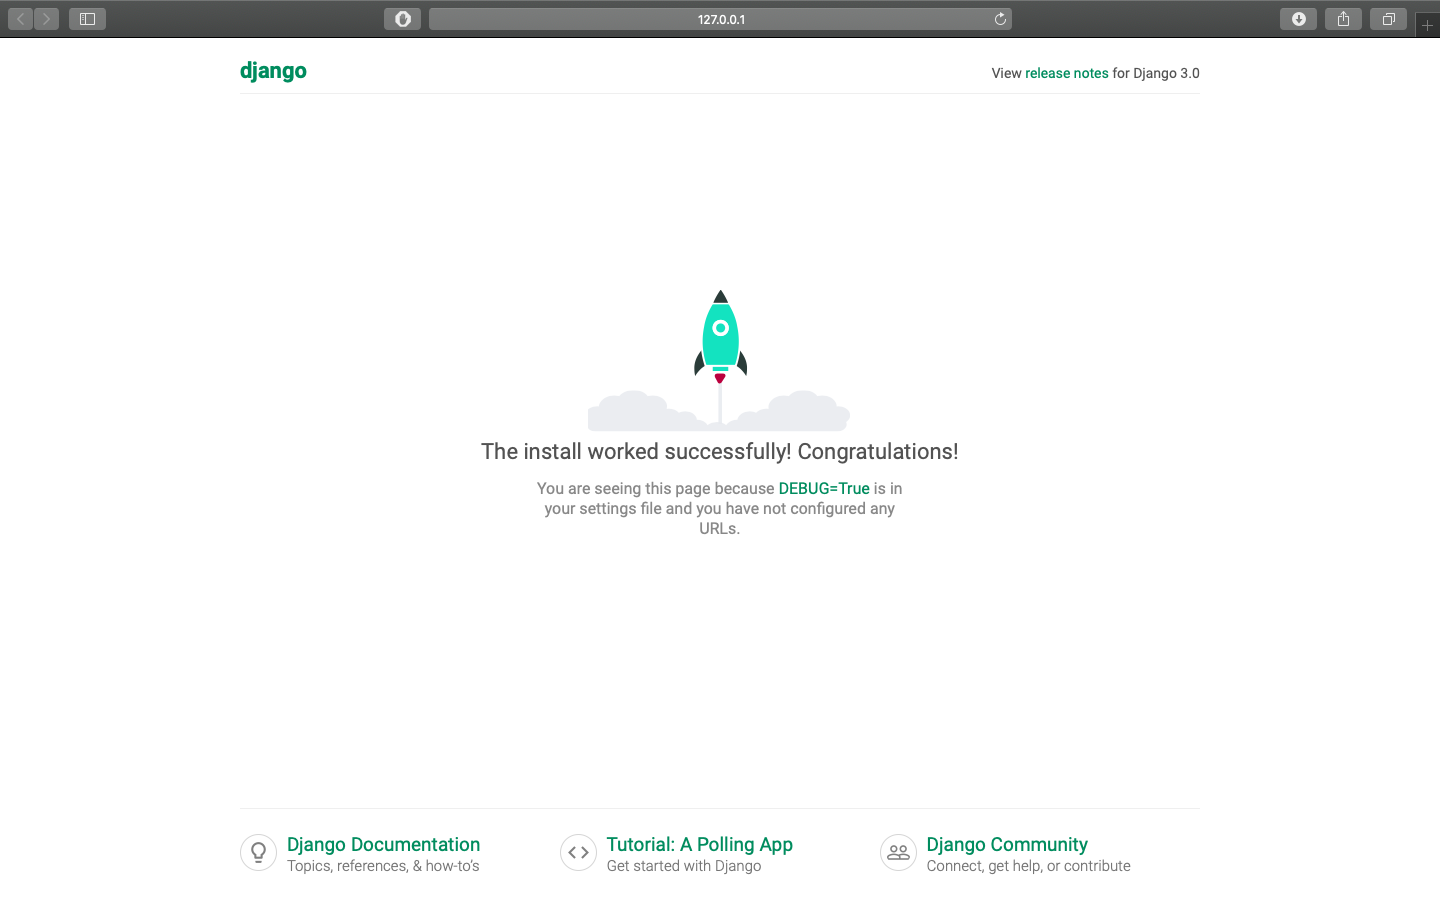 127.0.0.1
django
View release notes for Django 3.0
The install worked successfully! Congratulations!
You are seeing this page because DEBUG=True is in
your settings file and you have not configured any
URLs.
Django Documentation
Topics, references, & how-to’s
Tutorial: A Polling App
Get started with Django
Django Community
Connect, get help, or contribute